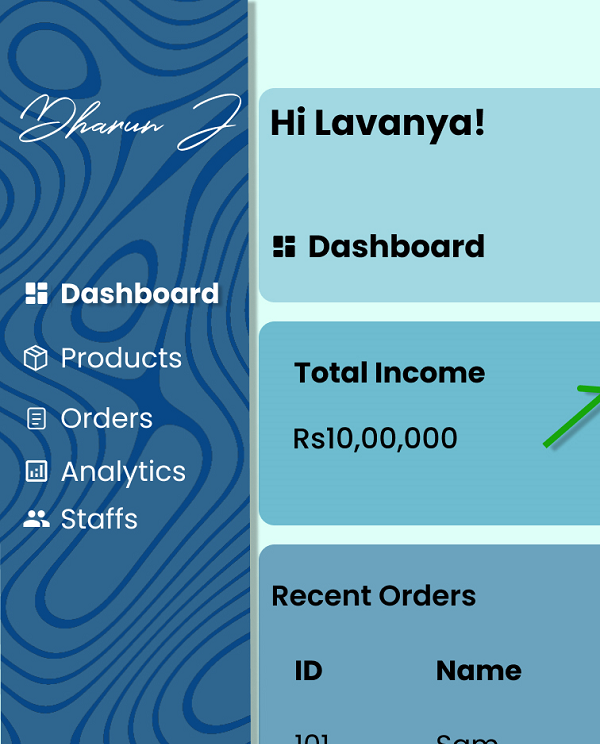 Dharun J
Dashboard
Products
Orders
Analytics
Staffs
Hi Lavanya!
Dashboard
Total Income
Rs10,00,000
Recent Orders
ID Name
101 Sam